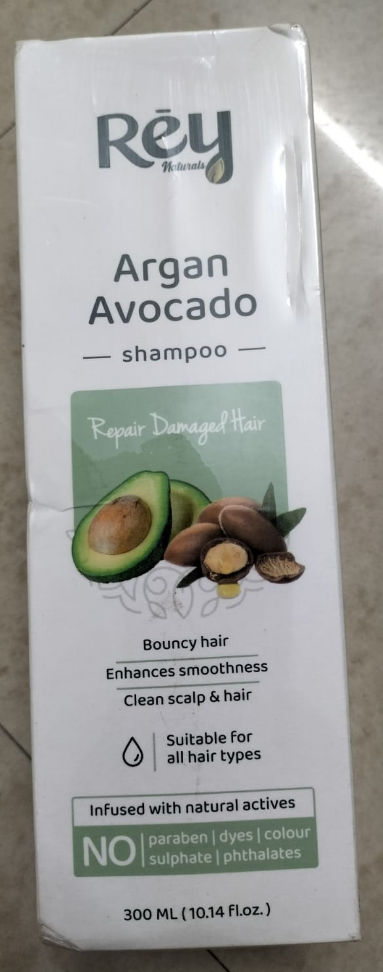 Rēy
Naturals
Argan
Avocado
shampoo
Repair Damaged Hair
Bouncy hair
Enhances smoothness
Clean scalp & hair
Suitable for
all hair types
Infused with natural actives
NO
paraben | dyes | colour
sulphate | phthalates
300 ML ( 10.14 fl.oz. )